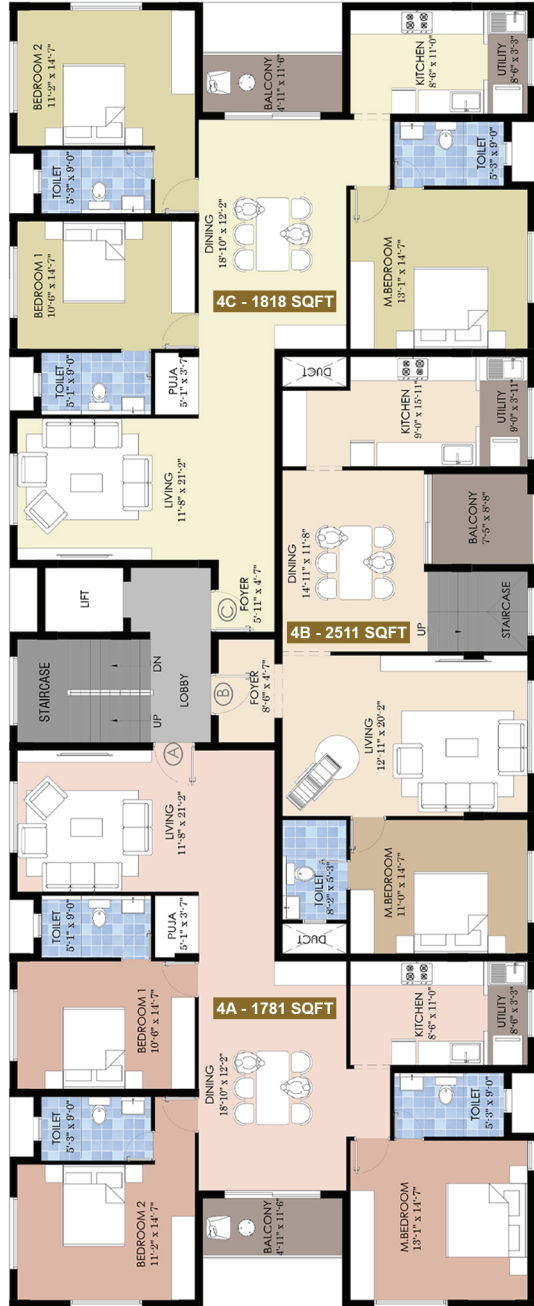 BEDROOM 2
11'-2" x 14'-7"
BALCONY
4'-11" x 11'-6"
KITCHEN
8'-6" x 11'-0"
UTILITY
8'-6" x 3'-3"
TOILET
5'-3" x 9'-0"
TOILET
5'-3" x 9'-0"
DINING
18'-10" x 12'-2"
M.BEDROOM
13'-1" x 14'-7"
BEDROOM 1
10'-6" x 14'-7"
4C - 1818 SQFT
TOILET
5'-1" x 9'-0"
PUJA
5'-1" x 3'-7"
DUCT
KITCHEN
9'-0" x 15'-11"
UTILITY
9'-0" x 3'-11"
LIVING
11'-8" x 21'-2"
DINING
14'-11" x 11'-8"
BALCONY
7'-5" x 8'-8"
LIFT
FOYER
5'-11" x 4'-7"
C
4B - 2511 SQFT
UP
STAIRCASE
STAIRCASE
DN
UP
LOBBY
B
FOYER
8'-6" x 4'-7"
A
LIVING
12'-11" x 20'-2"
LIVING
11'-8" x 21'-2"
TOILET
8'-2" x 5'-3"
M.BEDROOM
11'-0" x 14'-7"
TOILET
5'-1" x 9'-0"
PUJA
5'-1" x 3'-7"
DUCT
BEDROOM 1
10'-6" x 14'-7"
4A - 1781 SQFT
KITCHEN
8'-6" x 11'-0"
UTILITY
8'-6" x 3'-3"
DINING
18'-10" x 12'-2"
TOILET
5'-3" x 9'-0"
TOILET
5'-3" x 9'-0"
BEDROOM 2
11'-2" x 14'-7"
BALCONY
4'-11" x 11'-6"
M.BEDROOM
13'-1" x 14'-7"